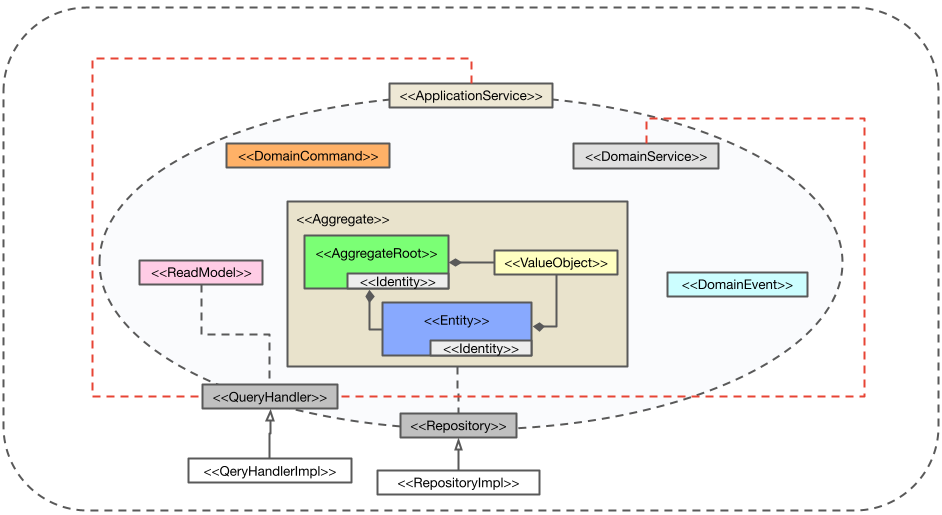 <<ApplicationService>>
<<DomainCommand>>
<<DomainService>>
<<Aggregate>>
<<AggregateRoot>>
<<ValueObject>>
<<ReadModel>>
<<Identity>>
<<DomainEvent>>
<<Entity>>
<<Identity>>
<<QueryHandler>>
<<Repository>>
<<QeryHandlerImpl>>
<<RepositoryImpl>>